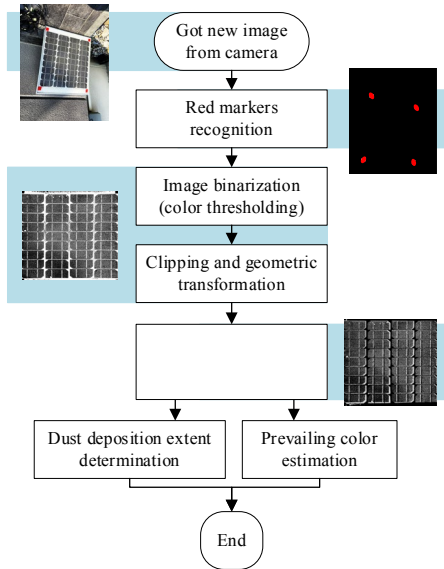 Got new image
from camera
Red markers
recognition
Image binarization
(color thresholding)
Clipping and geometric
transformation
Dust deposition extent
determination
Prevailing color
estimation
End